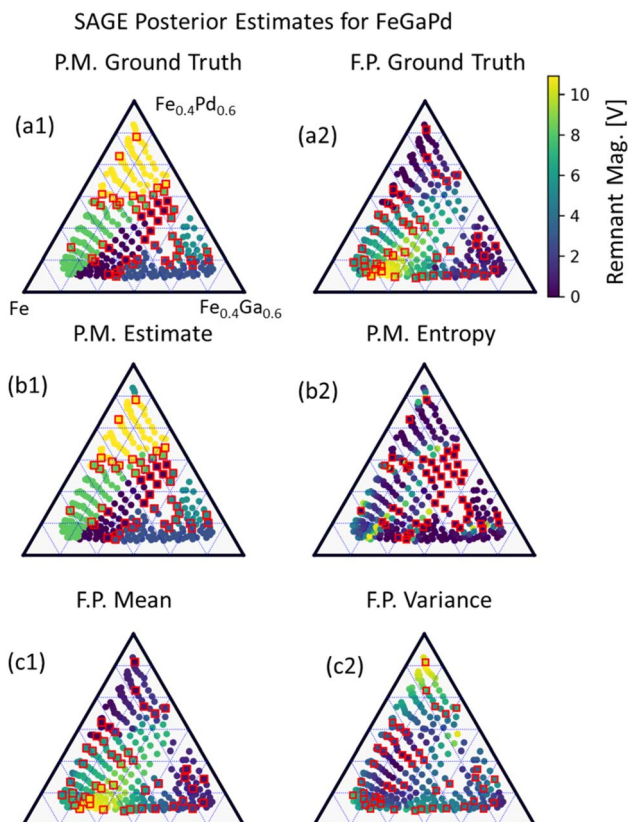 SAGE Posterior Estimates for FeGaPd
P.M. Ground Truth
F.P. Ground Truth
(a1)
Fe0.4Pd0.6
(a2)
10
8
6
4
2
0
Remnant Mag. [V]
Fe
Fe0.4Ga0.6
P.M. Estimate
P.M. Entropy
(b1)
(b2)
F.P. Mean
F.P. Variance
(c1)
(c2)